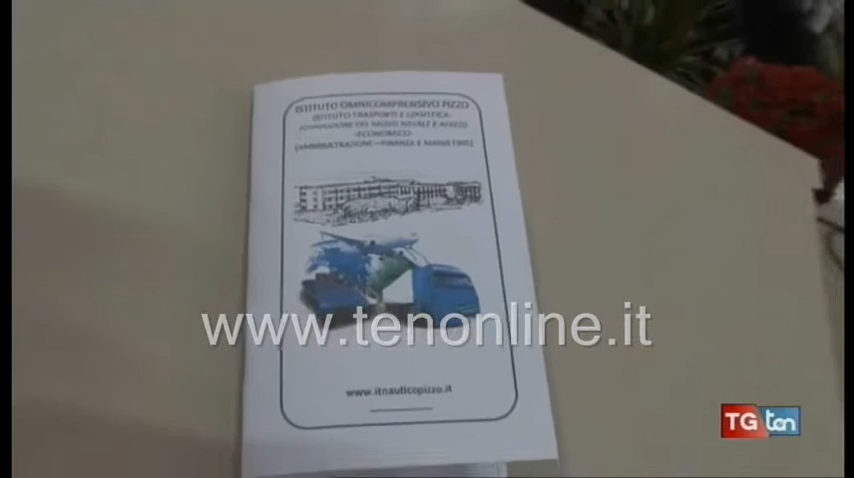 ISTITUTO OMNICOMPRENSIVO PIZZO
ISTITUTO TRASPORTI E LOGISTICA-
(CONDUZIONE DEL MEZZO NAVALE E AEREO)
-ECONOMICO-
(AMMINISTRAZIONE--FINANZA E MARKETING)
www.tenonline.it
www.itnauticopizzo.it
TG ten